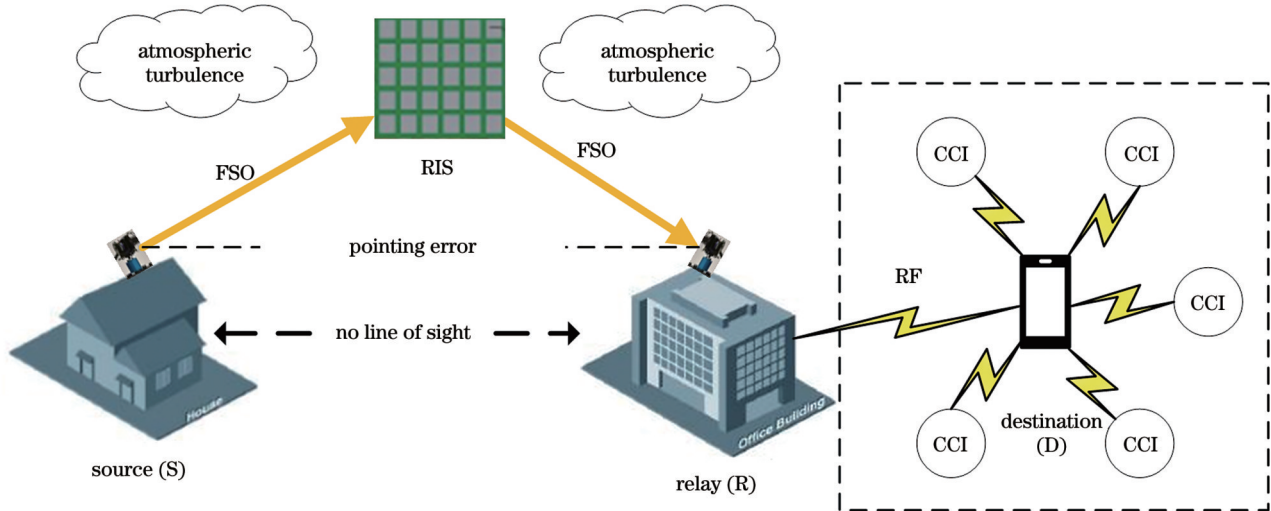 atmospheric
turbulence
atmospheric
turbulence
FSO
RIS
FSO
CCI
CCI
pointing error
RF
CCI
no line of sight
House
Office Building
CCI
destination
(D)
CCI
source (S)
relay (R)